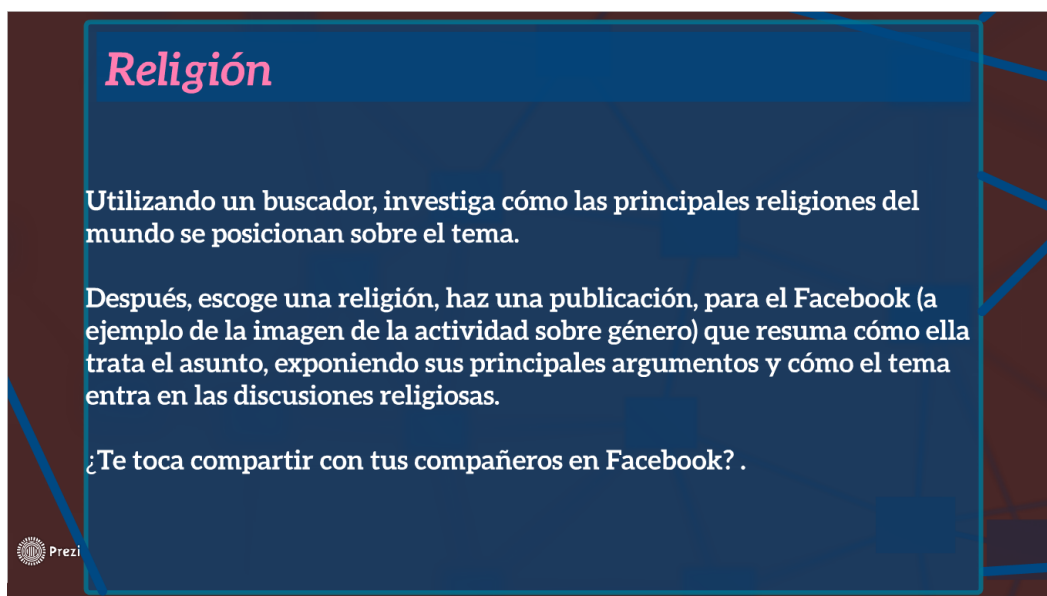 Religión
Utilizando un buscador, investiga cómo las principales religiones del
mundo se posicionan sobre el tema.
Después, escoge una religión, haz una publicación, para el Facebook (a
ejemplo de la imagen de la actividad sobre género) que resuma cómo ella
trata el asunto, exponiendo sus principales argumentos y cómo el tema
entra en las discusiones religiosas.
¿Te toca compartir con tus compañeros en Facebook? .
Prezi